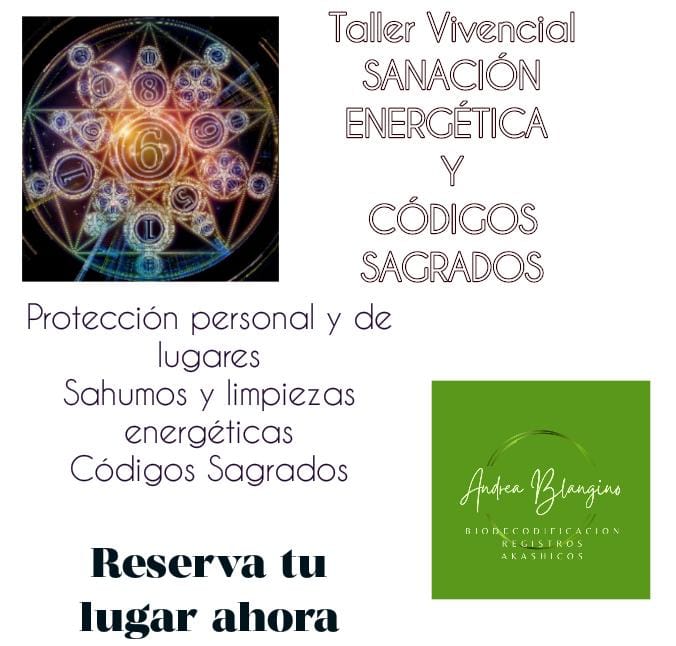 Taller Vivencial
SANACIÓN
ENERGÉTICA
Y
CÓDIGOS
SAGRADOS
Protección personal y de
lugares
Sahumos y limpiezas
energéticas
Códigos Sagrados
Reserva tu
lugar ahora
Andrea Blangino
BIODECODIFICACION
REGISTROS
AKASHICOS